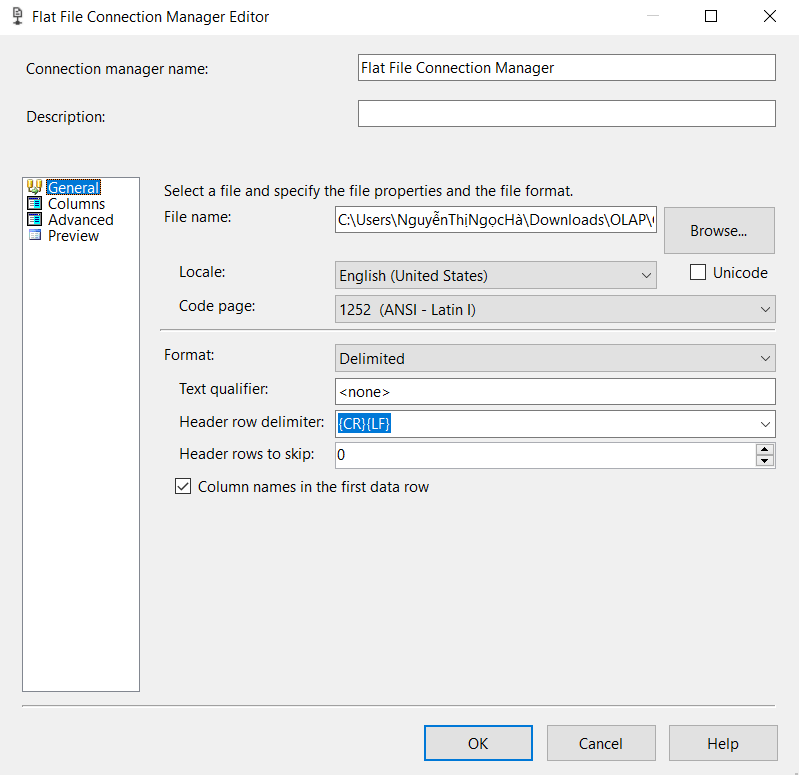 Flat File Connection Manager Editor
Connection manager name: Flat File Connection Manager
Description:
General
Columns
Advanced
Preview
Select a file and specify the file properties and the file format.
File name: C:\Users\NguyễnThịNgọcHà\Downloads\OLAP\
Browse...
Locale: English (United States) Unicode
Code page: 1252 (ANSI - Latin I)
Format: Delimited
Text qualifier: <none>
Header row delimiter: {CR}{LF}
Header rows to skip: 0
Column names in the first data row
OK Cancel Help